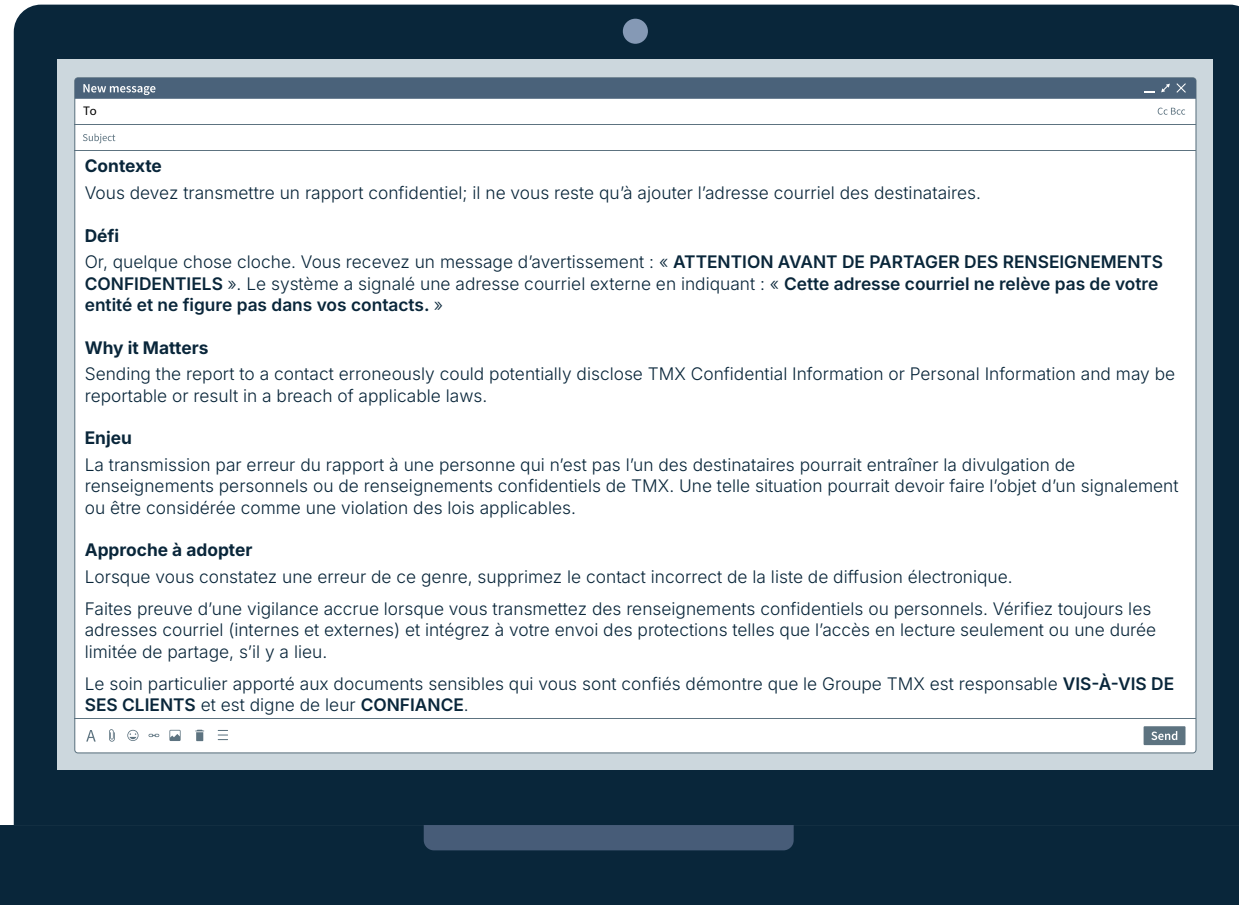 New message
To
Cc Bcc
Subject
Contexte
Vous devez transmettre un rapport confidentiel; il ne vous reste qu’à ajouter l’adresse courriel des destinataires.
Défi
Or, quelque chose cloche. Vous recevez un message d’avertissement : « ATTENTION AVANT DE PARTAGER DES RENSEIGNEMENTS
CONFIDENTIELS ». Le système a signalé une adresse courriel externe en indiquant : « Cette adresse courriel ne relève pas de votre
entité et ne figure pas dans vos contacts. »
Why it Matters
Sending the report to a contact erroneously could potentially disclose TMX Confidential Information or Personal Information and may be
reportable or result in a breach of applicable laws.
Enjeu
La transmission par erreur du rapport à une personne qui n’est pas l’un des destinataires pourrait entraîner la divulgation de
renseignements personnels ou de renseignements confidentiels de TMX. Une telle situation pourrait devoir faire l’objet d’un signalement
ou être considérée comme une violation des lois applicables.
Approche à adopter
Lorsque vous constatez une erreur de ce genre, supprimez le contact incorrect de la liste de diffusion électronique.
Faites preuve d’une vigilance accrue lorsque vous transmettez des renseignements confidentiels ou personnels. Vérifiez toujours les
adresses courriel (internes et externes) et intégrez à votre envoi des protections telles que l’accès en lecture seulement ou une durée
limitée de partage, s’il y a lieu.
Le soin particulier apporté aux documents sensibles qui vous sont confiés démontre que le Groupe TMX est responsable VIS-À-VIS DE
SES CLIENTS et est digne de leur CONFIANCE.
Send